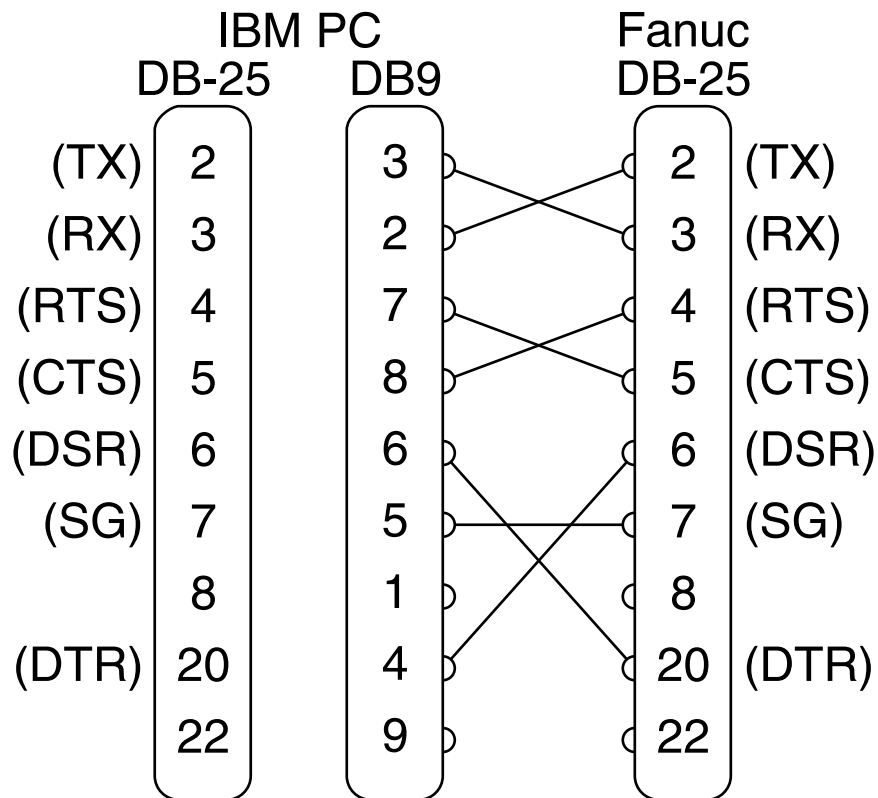 IBM PC Fanuc
DB-25 DB9 DB-25
(TX) 2 3 2 (TX)
(RX) 3 2 3 (RX)
(RTS) 4 7 4 (RTS)
(CTS) 5 8 5 (CTS)
(DSR) 6 6 6 (DSR)
(SG) 7 5 7 (SG)
8 1 8
(DTR) 20 4 20 (DTR)
22 9 22